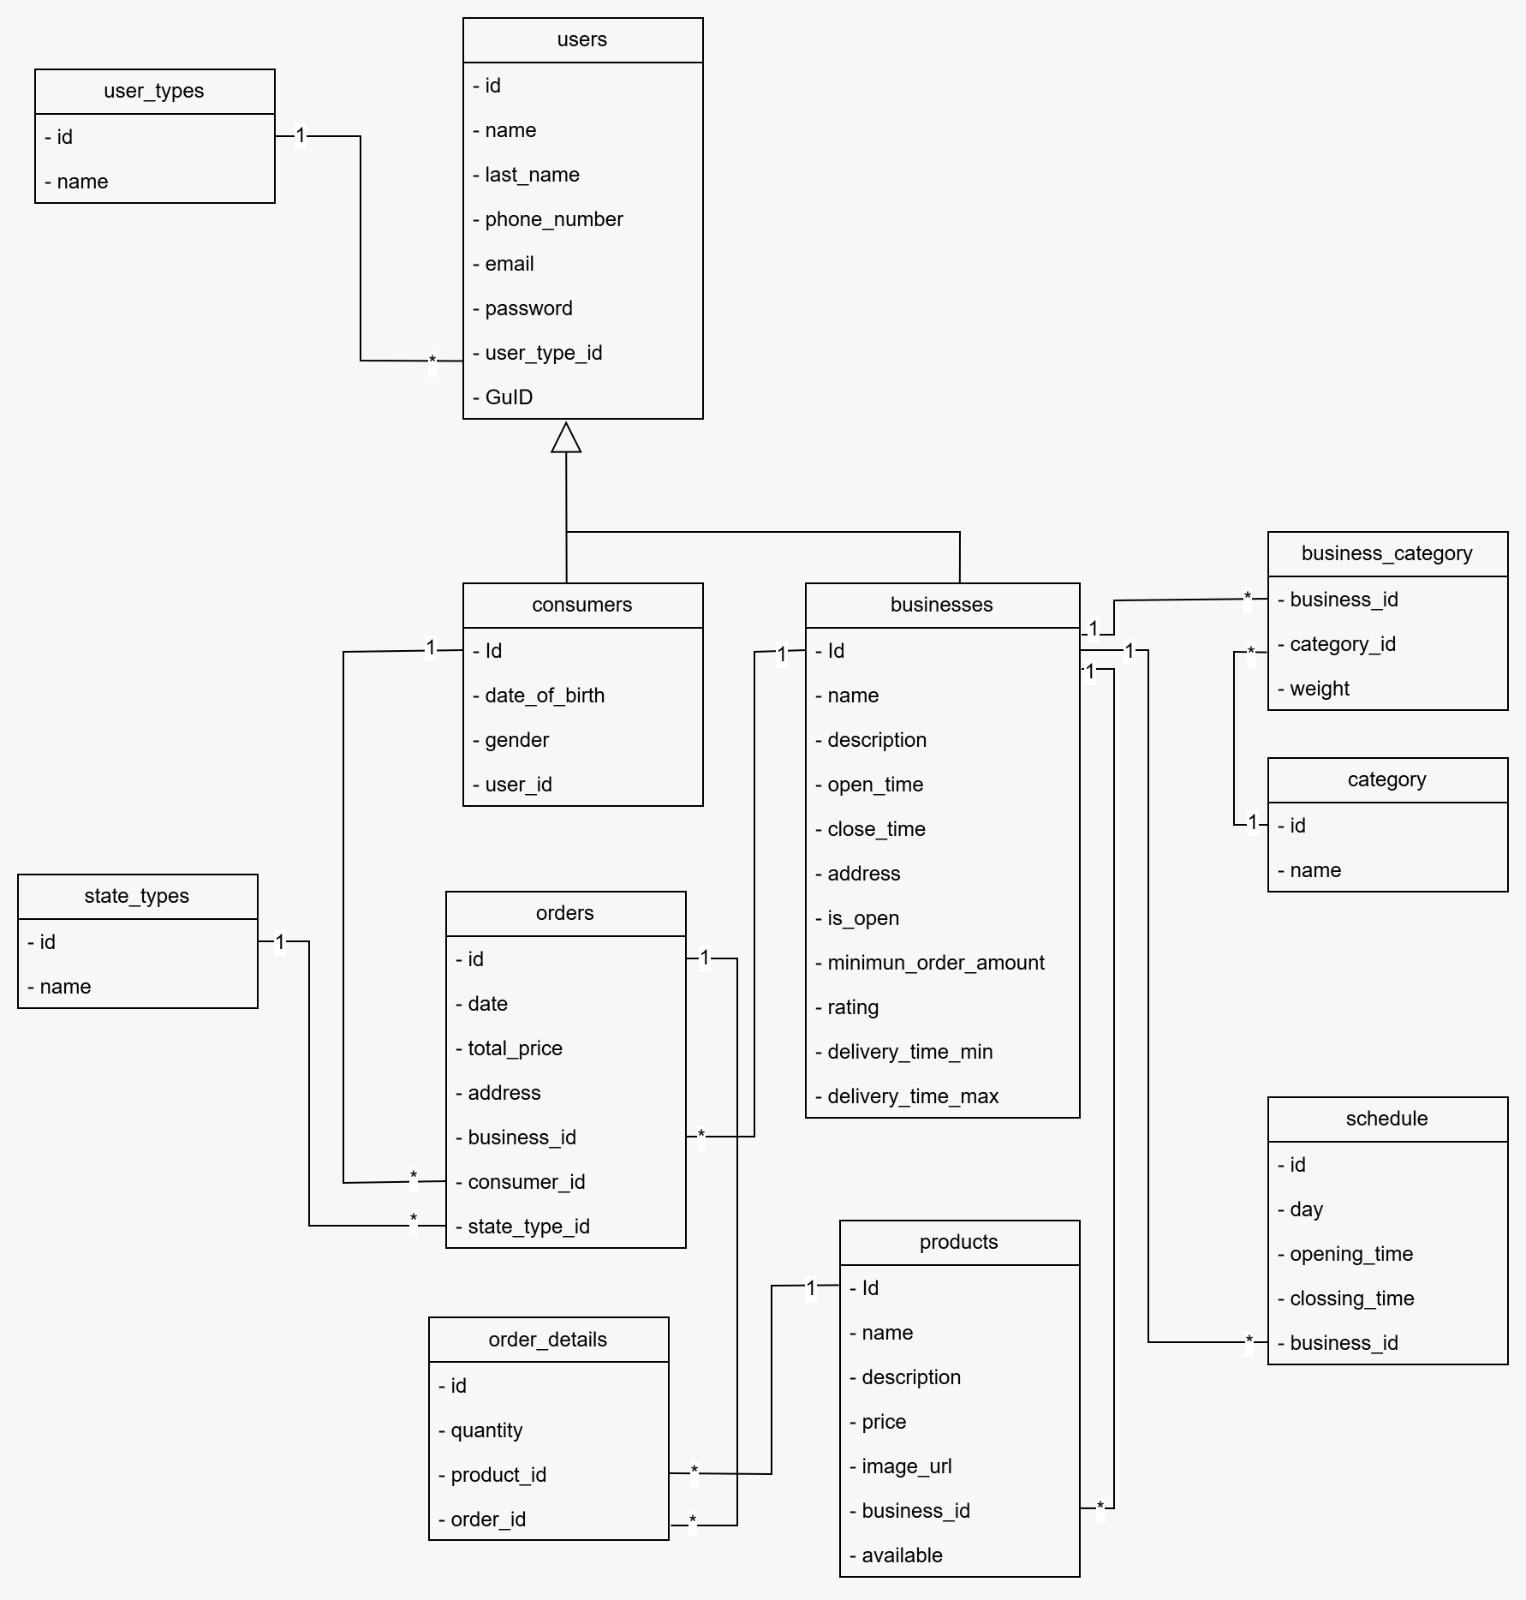 users
- id
- name
- last_name
- phone_number
- email
- password
- user_type_id
- GuID
user_types
- id
- name
1
*
consumers
- Id
- date_of_birth
- gender
- user_id
1
businesses
- Id
- name
- description
- open_time
- close_time
- address
- is_open
- minimun_order_amount
- rating
- delivery_time_min
- delivery_time_max
1
1
1
1
business_category
- business_id
- category_id
- weight
*
*
category
- id
- name
1
state_types
- id
- name
1
orders
- id
- date
- total_price
- address
- business_id
- consumer_id
- state_type_id
1
*
*
*
schedule
- id
- day
- opening_time
- clossing_time
- business_id
*
order_details
- id
- quantity
- product_id
- order_id
*
*
products
- Id
- name
- description
- price
- image_url
- business_id
- available
1
*